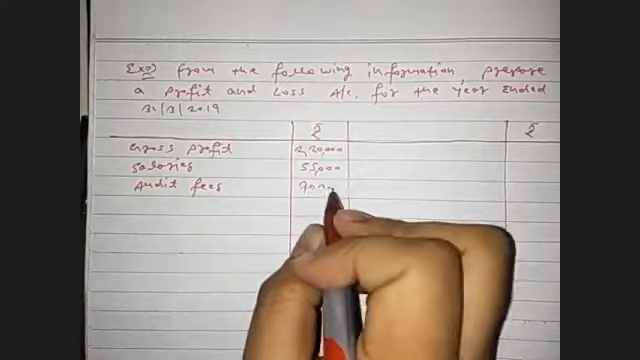 Ex② From the following information, prepare
a profit and Loss A/c. for the year ended
31/3/2019
₹ ₹
Gross profit 2,20,000
Salaries 55,000
Audit fees